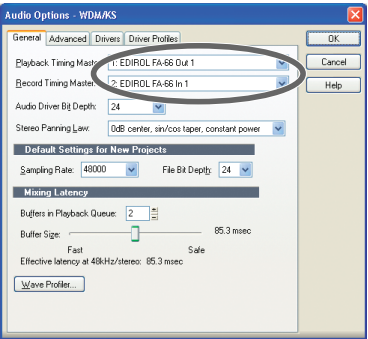 Audio Options - WDM/KS
General Advanced Drivers Driver Profiles
OK
Playback Timing Maste 1: EDIROL FA-66 Out 1
Cancel
Record Timing Master: 2: EDIROL FA-66 In 1
Help
Audio Driver Bit Depth: 24
Stereo Panning Law: 0dB center, sin/cos taper, constant power
Default Settings for New Projects
Sampling Rate: 48000 File Bit Depth: 24
Mixing Latency
Buffers in Playback Queue: 2
Buffer Size: 85.3 msec
Fast Safe
Effective latency at 48kHz/stereo: 85.3 msec
Wave Profiler...